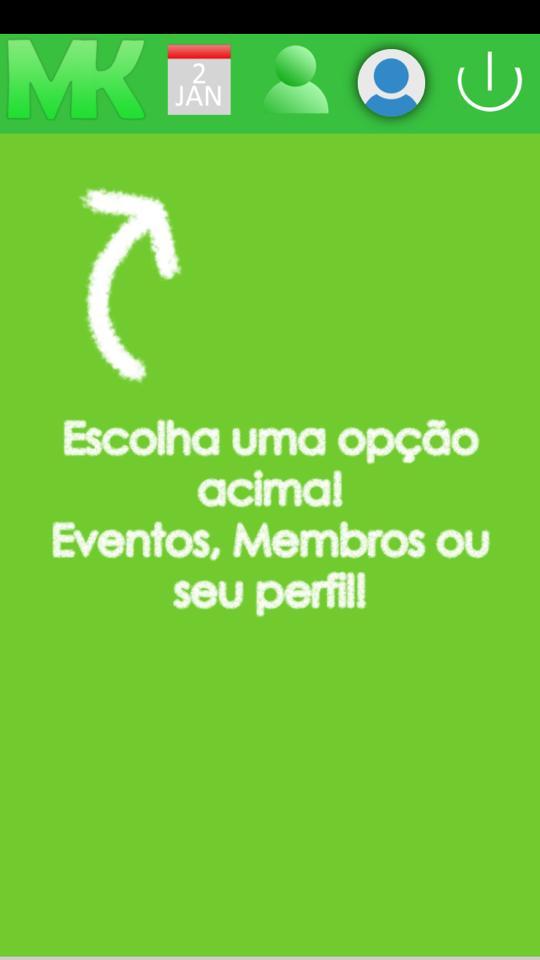 MK
2
JAN
Escolha uma opção
acima!
Eventos, Membros ou
seu perfil!